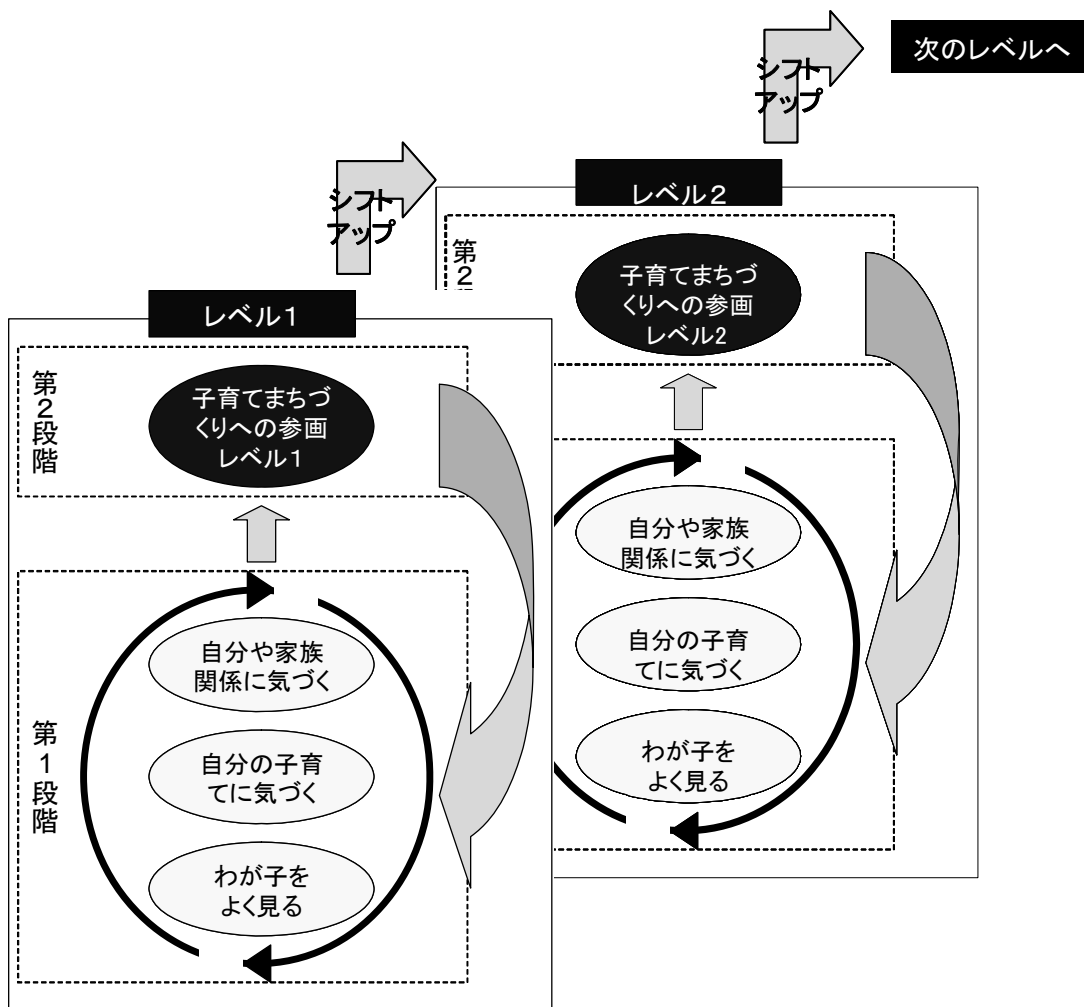 次のレベルへ
シフト
アップ
シフト
アップ
レベル2
第2
子育てまちづ
くりへの参画
レベル2
自分や家族
関係に気づく
自分の子育
てに気づく
わが子を
よく見る
レベル1
第2段階
子育てまちづ
くりへの参画
レベル1
第1段階
自分や家族
関係に気づく
自分の子育
てに気づく
わが子を
よく見る